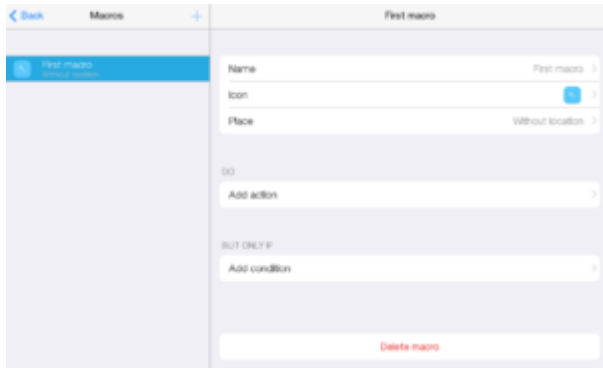 Back
Macros
+
First macro
First macro
Without location
Name
First macro
Icon
Place
Without location
DO
Add action
BUT ONLY IF
Add condition
Delete macro